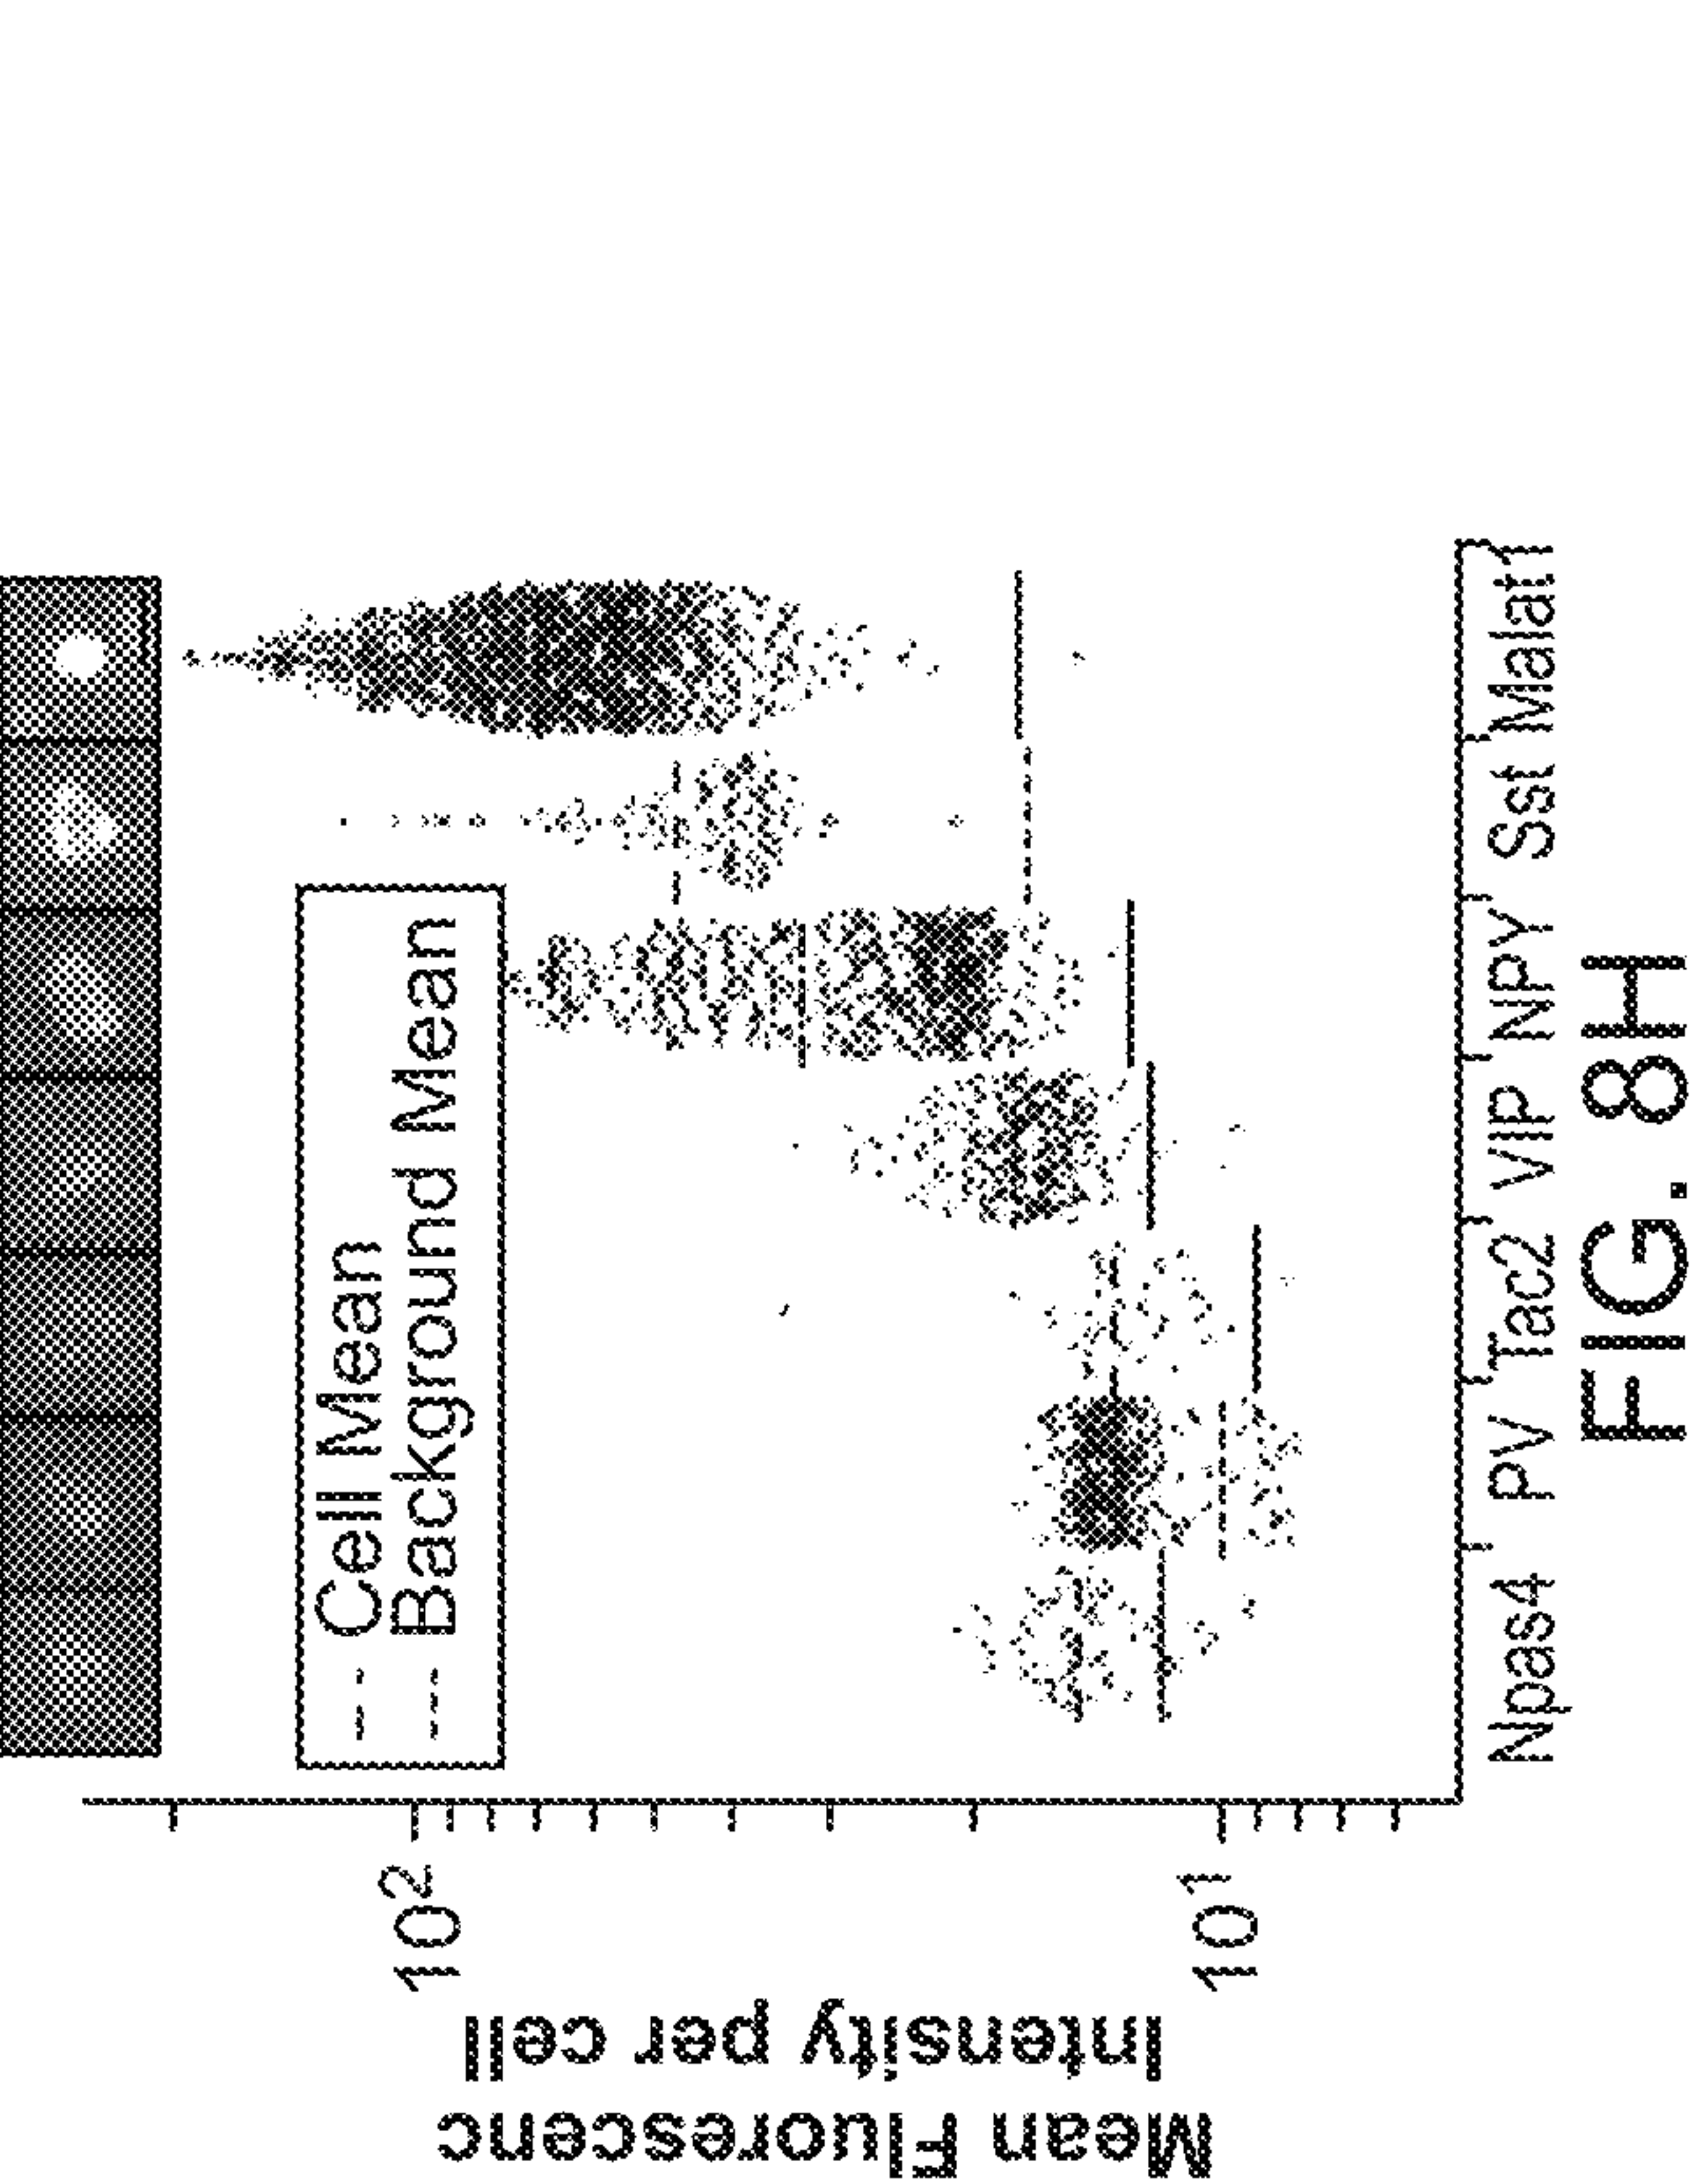 Mean Fluorescenc
Intensity per cell
10²
10¹
Cell Mean
Background Mean
Npas4 PV Tac2 VIP NPY Sst Malat1
FIG. 8H